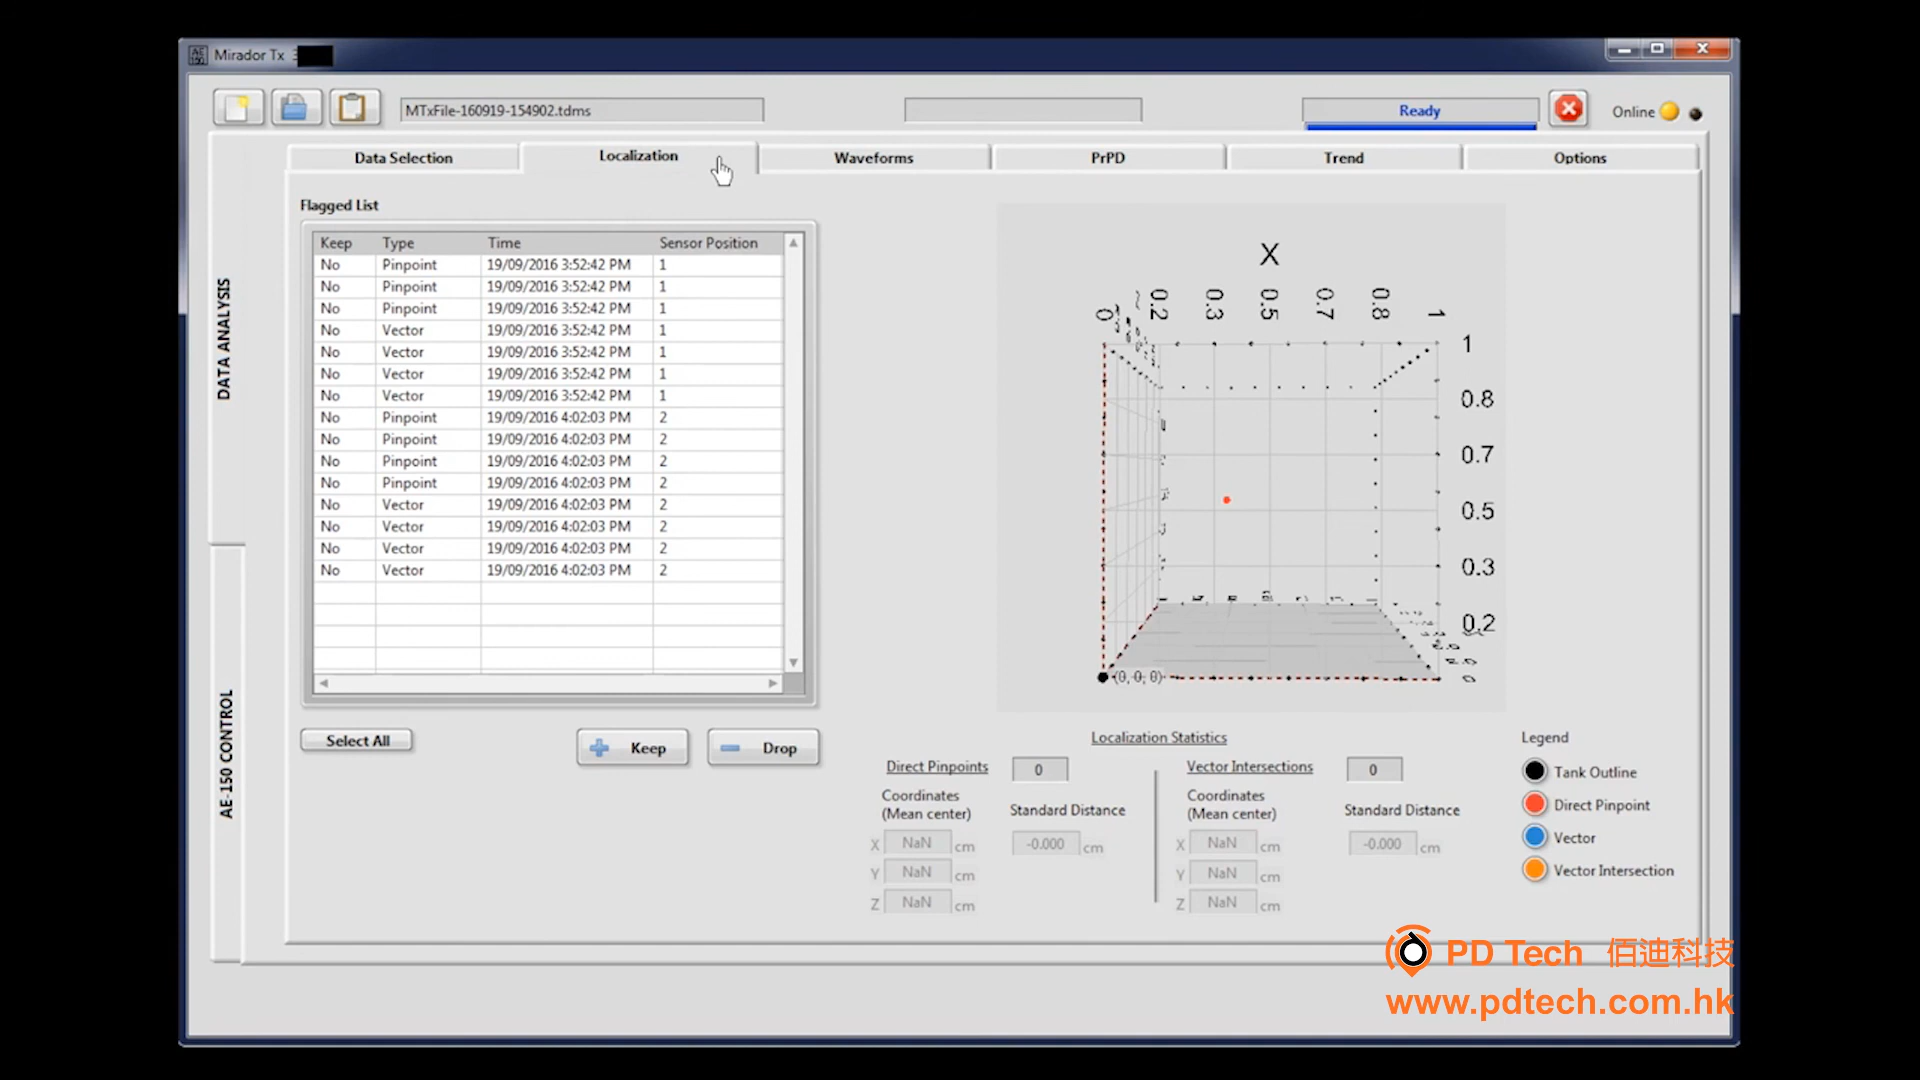 Mirador Tx
MTxFile-160919-154902.tdms
Ready
Online
Data Selection
Localization
Waveforms
PrPD
Trend
Options
DATA ANALYSIS
AE-150 CONTROL
Flagged List
Keep Type Time Sensor Position
No Pinpoint 19/09/2016 3:52:42 PM 1
No Pinpoint 19/09/2016 3:52:42 PM 1
No Pinpoint 19/09/2016 3:52:42 PM 1
No Vector 19/09/2016 3:52:42 PM 1
No Vector 19/09/2016 3:52:42 PM 1
No Vector 19/09/2016 3:52:42 PM 1
No Vector 19/09/2016 3:52:42 PM 1
No Pinpoint 19/09/2016 4:02:03 PM 2
No Pinpoint 19/09/2016 4:02:03 PM 2
No Pinpoint 19/09/2016 4:02:03 PM 2
No Pinpoint 19/09/2016 4:02:03 PM 2
No Vector 19/09/2016 4:02:03 PM 2
No Vector 19/09/2016 4:02:03 PM 2
No Vector 19/09/2016 4:02:03 PM 2
No Vector 19/09/2016 4:02:03 PM 2
Select All
Keep
Drop
X
0 0.2 0.3 0.5 0.7 0.8 1
1
0.8
0.7
0.5
0.3
0.2
0
(0, 0, 0)
Localization Statistics
Direct Pinpoints 0
Coordinates
(Mean center)
Standard Distance
X NaN cm
-0.000 cm
Y NaN cm
Z NaN cm
Vector Intersections 0
Coordinates
(Mean center)
Standard Distance
X NaN cm
-0.000 cm
Y NaN cm
Z NaN cm
Legend
Tank Outline
Direct Pinpoint
Vector
Vector Intersection
PD Tech 佰迪科技
www.pdtech.com.hk